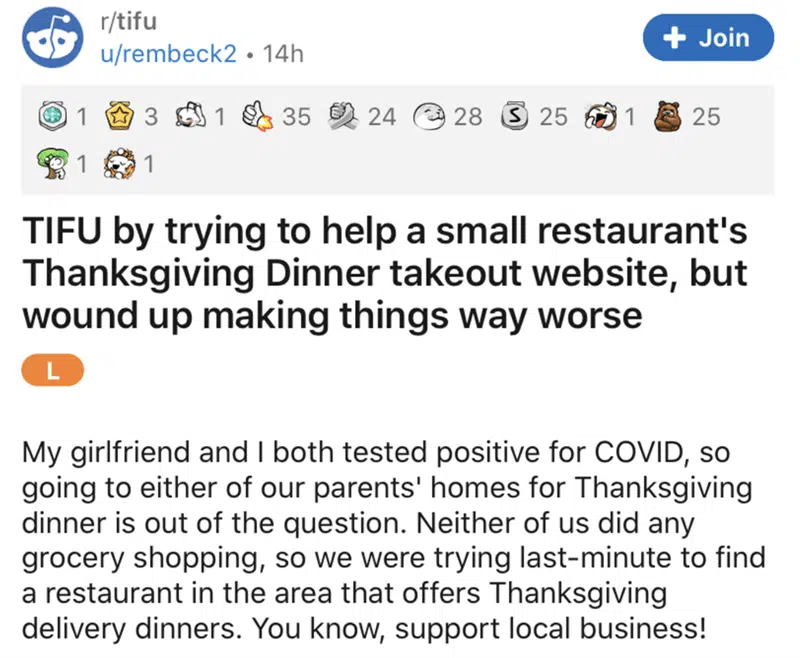 r/tifu
u/rembeck2 • 14h
+ Join
1 3 1 35 24 28 S 25 1 25
1 1
TIFU by trying to help a small restaurant's
Thanksgiving Dinner takeout website, but
wound up making things way worse
L
My girlfriend and I both tested positive for COVID, so
going to either of our parents' homes for Thanksgiving
dinner is out of the question. Neither of us did any
grocery shopping, so we were trying last-minute to find
a restaurant in the area that offers Thanksgiving
delivery dinners. You know, support local business!